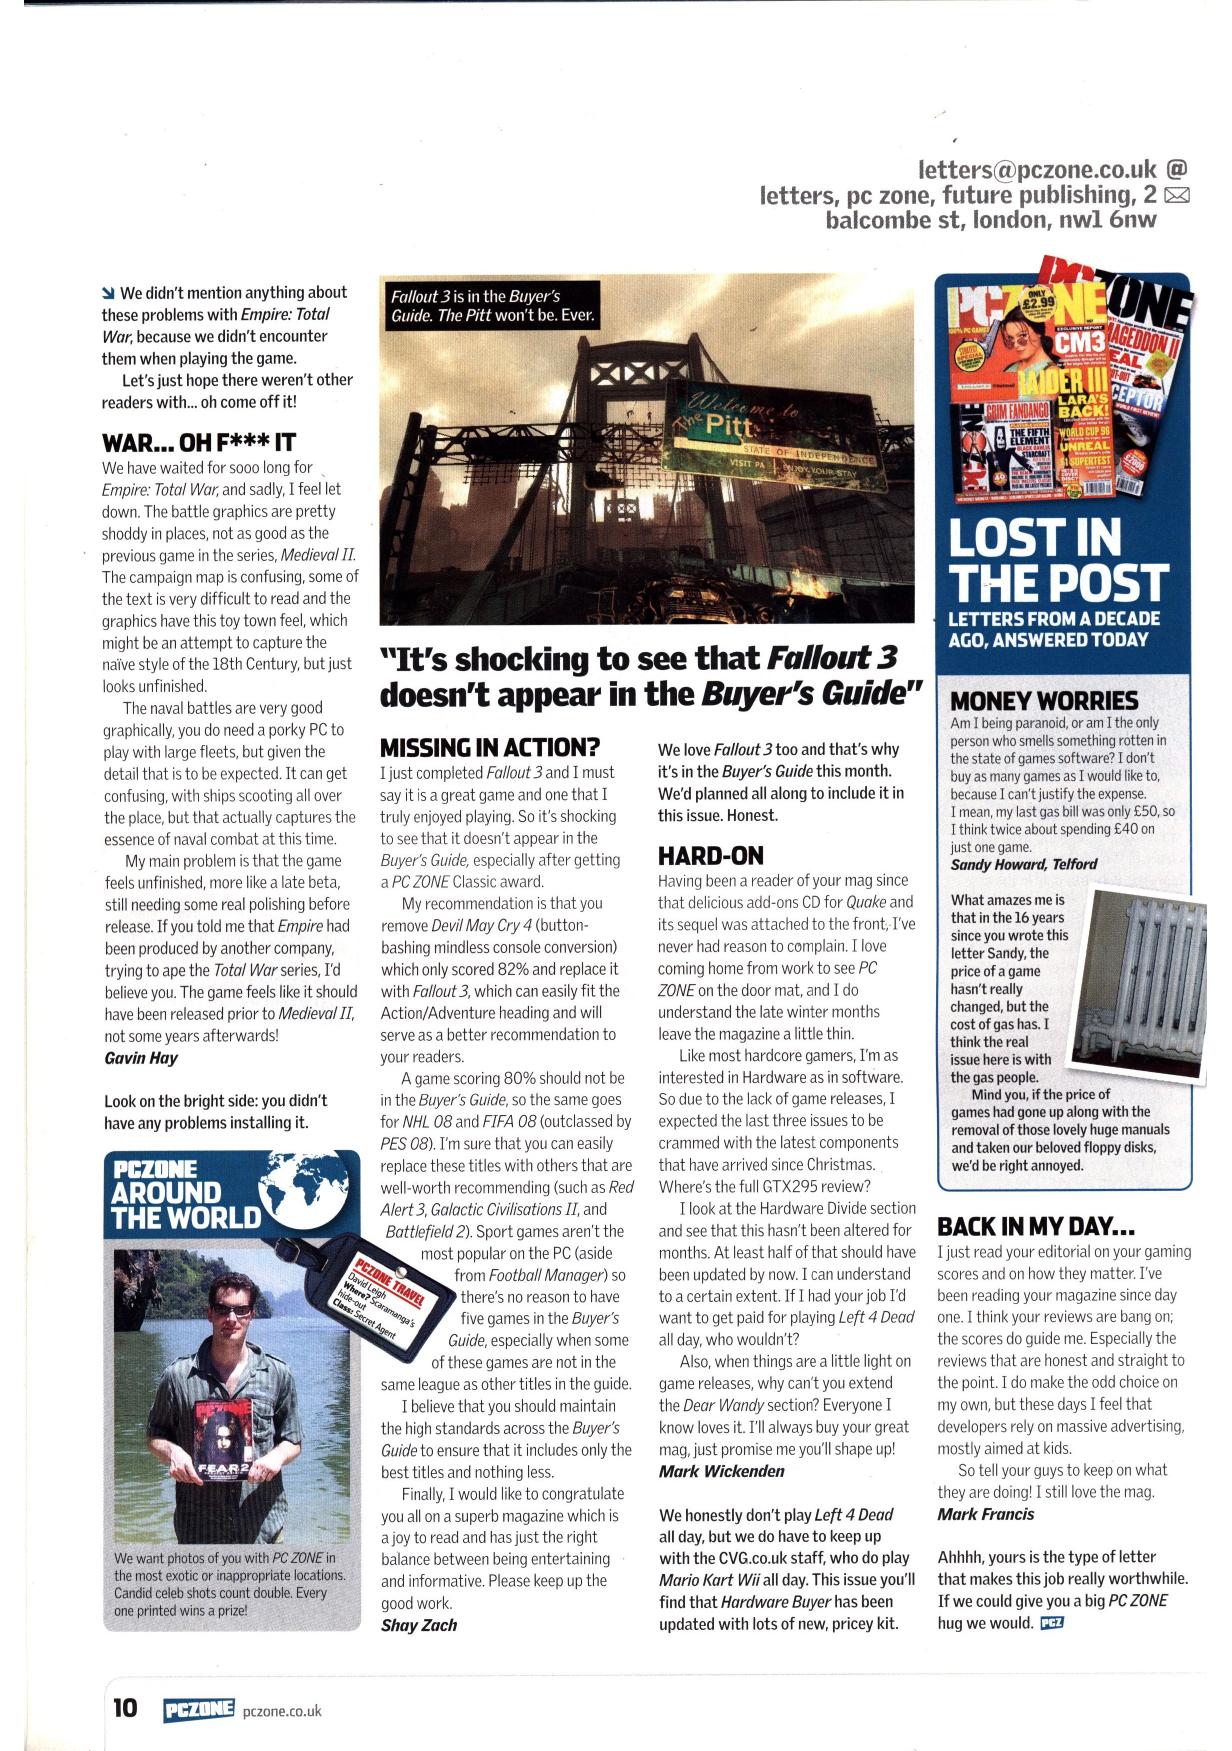 letters@pczone.co.uk @
letters, pc zone, future publishing, 2
balcombe st, london, nw1 6nw
We didn't mention anything about
these problems with Empire: Total
War, because we didn't encounter
them when playing the game.
Let's just hope there weren't other
readers with... oh come off it!
WAR... OH F*** IT
We have waited for sooo long for
Empire: Total War, and sadly, I feel let
down. The battle graphics are pretty
shoddy in places, not as good as the
previous game in the series, Medieval II.
The campaign map is confusing, some of
the text is very difficult to read and the
graphics have this toy town feel, which
might be an attempt to capture the
naïve style of the 18th Century, but just
looks unfinished.
The naval battles are very good
graphically, you do need a porky PC to
play with large fleets, but given the
detail that is to be expected. It can get
confusing, with ships scooting all over
the place, but that actually captures the
essence of naval combat at this time.
My main problem is that the game
feels unfinished, more like a late beta,
still needing some real polishing before
release. If you told me that Empire had
been produced by another company,
trying to ape the Total War series, I'd
believe you. The game feels like it should
have been released prior to Medieval II,
not some years afterwards!
Gavin Hay
Look on the bright side: you didn't
have any problems installing it.
PCZONE
AROUND
THE WORLD
PCZONE TRAVEL
David Leigh
Where? Scaramanga's
hide-out
Class: Secret Agent
PCZONE
FEAR 2
We want photos of you with PC ZONE in
the most exotic or inappropriate locations.
Candid celeb shots count double. Every
one printed wins a prize!
Fallout 3 is in the Buyer's
Guide. The Pitt won't be. Ever.
Welcome to
The Pitt
STATE OF INDEPENDENCE
VISIT PA ENJOY YOUR STAY
"It's shocking to see that Fallout 3
doesn't appear in the Buyer's Guide"
MISSING IN ACTION?
I just completed Fallout 3 and I must
say it is a great game and one that I
truly enjoyed playing. So it's shocking
to see that it doesn't appear in the
Buyer's Guide, especially after getting
a PC ZONE Classic award.
My recommendation is that you
remove Devil May Cry 4 (button-
bashing mindless console conversion)
which only scored 82% and replace it
with Fallout 3, which can easily fit the
Action/Adventure heading and will
serve as a better recommendation to
your readers.
A game scoring 80% should not be
in the Buyer's Guide, so the same goes
for NHL 08 and FIFA 08 (outclassed by
PES 08). I'm sure that you can easily
replace these titles with others that are
well-worth recommending (such as Red
Alert 3, Galactic Civilisations II, and
Battlefield 2). Sport games aren't the
most popular on the PC (aside
from Football Manager) so
there's no reason to have
five games in the Buyer's
Guide, especially when some
of these games are not in the
same league as other titles in the guide.
I believe that you should maintain
the high standards across the Buyer's
Guide to ensure that it includes only the
best titles and nothing less.
Finally, I would like to congratulate
you all on a superb magazine which is
a joy to read and has just the right
balance between being entertaining
and informative. Please keep up the
good work.
Shay Zach
We love Fallout 3 too and that's why
it's in the Buyer's Guide this month.
We'd planned all along to include it in
this issue. Honest.
HARD-ON
Having been a reader of your mag since
that delicious add-ons CD for Quake and
its sequel was attached to the front, I've
never had reason to complain. I love
coming home from work to see PC
ZONE on the door mat, and I do
understand the late winter months
leave the magazine a little thin.
Like most hardcore gamers, I'm as
interested in Hardware as in software.
So due to the lack of game releases, I
expected the last three issues to be
crammed with the latest components
that have arrived since Christmas.
Where's the full GTX295 review?
I look at the Hardware Divide section
and see that this hasn't been altered for
months. At least half of that should have
been updated by now. I can understand
to a certain extent. If I had your job I'd
want to get paid for playing Left 4 Dead
all day, who wouldn't?
Also, when things are a little light on
game releases, why can't you extend
the Dear Wandy section? Everyone I
know loves it. I'll always buy your great
mag, just promise me you'll shape up!
Mark Wickenden
We honestly don't play Left 4 Dead
all day, but we do have to keep up
with the CVG.co.uk staff, who do play
Mario Kart Wii all day. This issue you'll
find that Hardware Buyer has been
updated with lots of new, pricey kit.
PCZONE
ONLY
£2.99
PCZONE
EXCLUSIVE REPORT
CM3
RAIDER III
LARA'S
BACK!
GRIM FANDANGO
THE FIFTH
ELEMENT
STARCRAFT
WORLD CUP 98
UNREAL
SUPERTEST
LOST IN
THE POST
LETTERS FROM A DECADE
AGO, ANSWERED TODAY
MONEY WORRIES
Am I being paranoid, or am I the only
person who smells something rotten in
the state of games software? I don't
buy as many games as I would like to,
because I can't justify the expense.
I mean, my last gas bill was only £50, so
I think twice about spending £40 on
just one game.
Sandy Howard, Telford
What amazes me is
that in the 16 years
since you wrote this
letter Sandy, the
price of a game
hasn't really
changed, but the
cost of gas has. I
think the real
issue here is with
the gas people.
Mind you, if the price of
games had gone up along with the
removal of those lovely huge manuals
and taken our beloved floppy disks,
we'd be right annoyed.
BACK IN MY DAY...
I just read your editorial on your gaming
scores and on how they matter. I've
been reading your magazine since day
one. I think your reviews are bang on;
the scores do guide me. Especially the
reviews that are honest and straight to
the point. I do make the odd choice on
my own, but these days I feel that
developers rely on massive advertising,
mostly aimed at kids.
So tell your guys to keep on what
they are doing! I still love the mag.
Mark Francis
Ahhhh, yours is the type of letter
that makes this job really worthwhile.
If we could give you a big PC ZONE
hug we would. PCZ
10 PCZONE pczone.co.uk